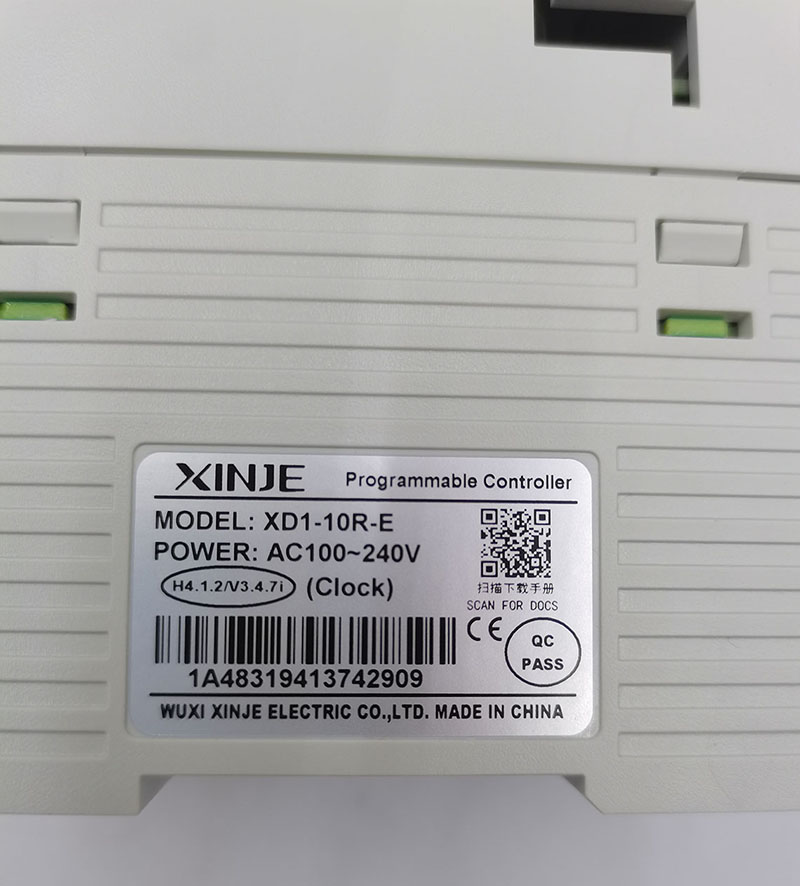 XINJE Programmable Controller
MODEL: XD1-10R-E
POWER: AC100~240V
H4.1.2/V3.4.7i (Clock)
扫描下载手册
SCAN FOR DOCS
CE
QC
PASS
1A48319413742909
WUXI XINJE ELECTRIC CO.,LTD. MADE IN CHINA